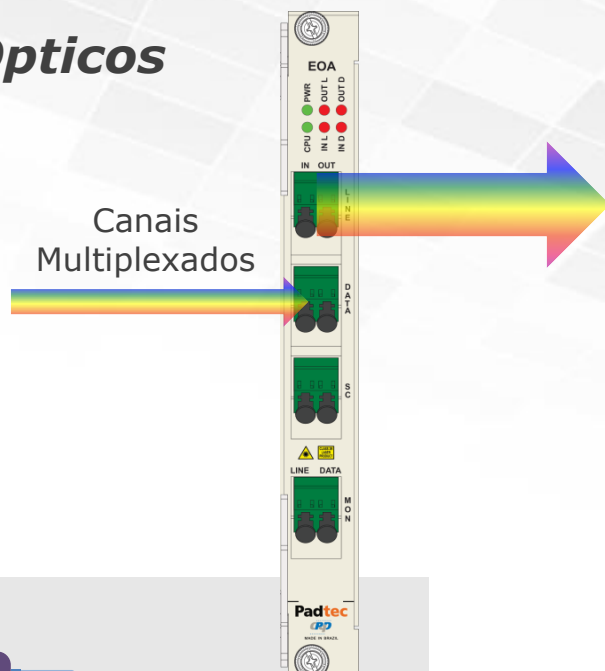 Ópticos
EOA
PWR OUT L OUT D
CPU IN L IN D
IN OUT
LINE
Canais
Multiplexados
DATA
SC
LINE DATA
MON
Padtec
MADE IN BRAZIL